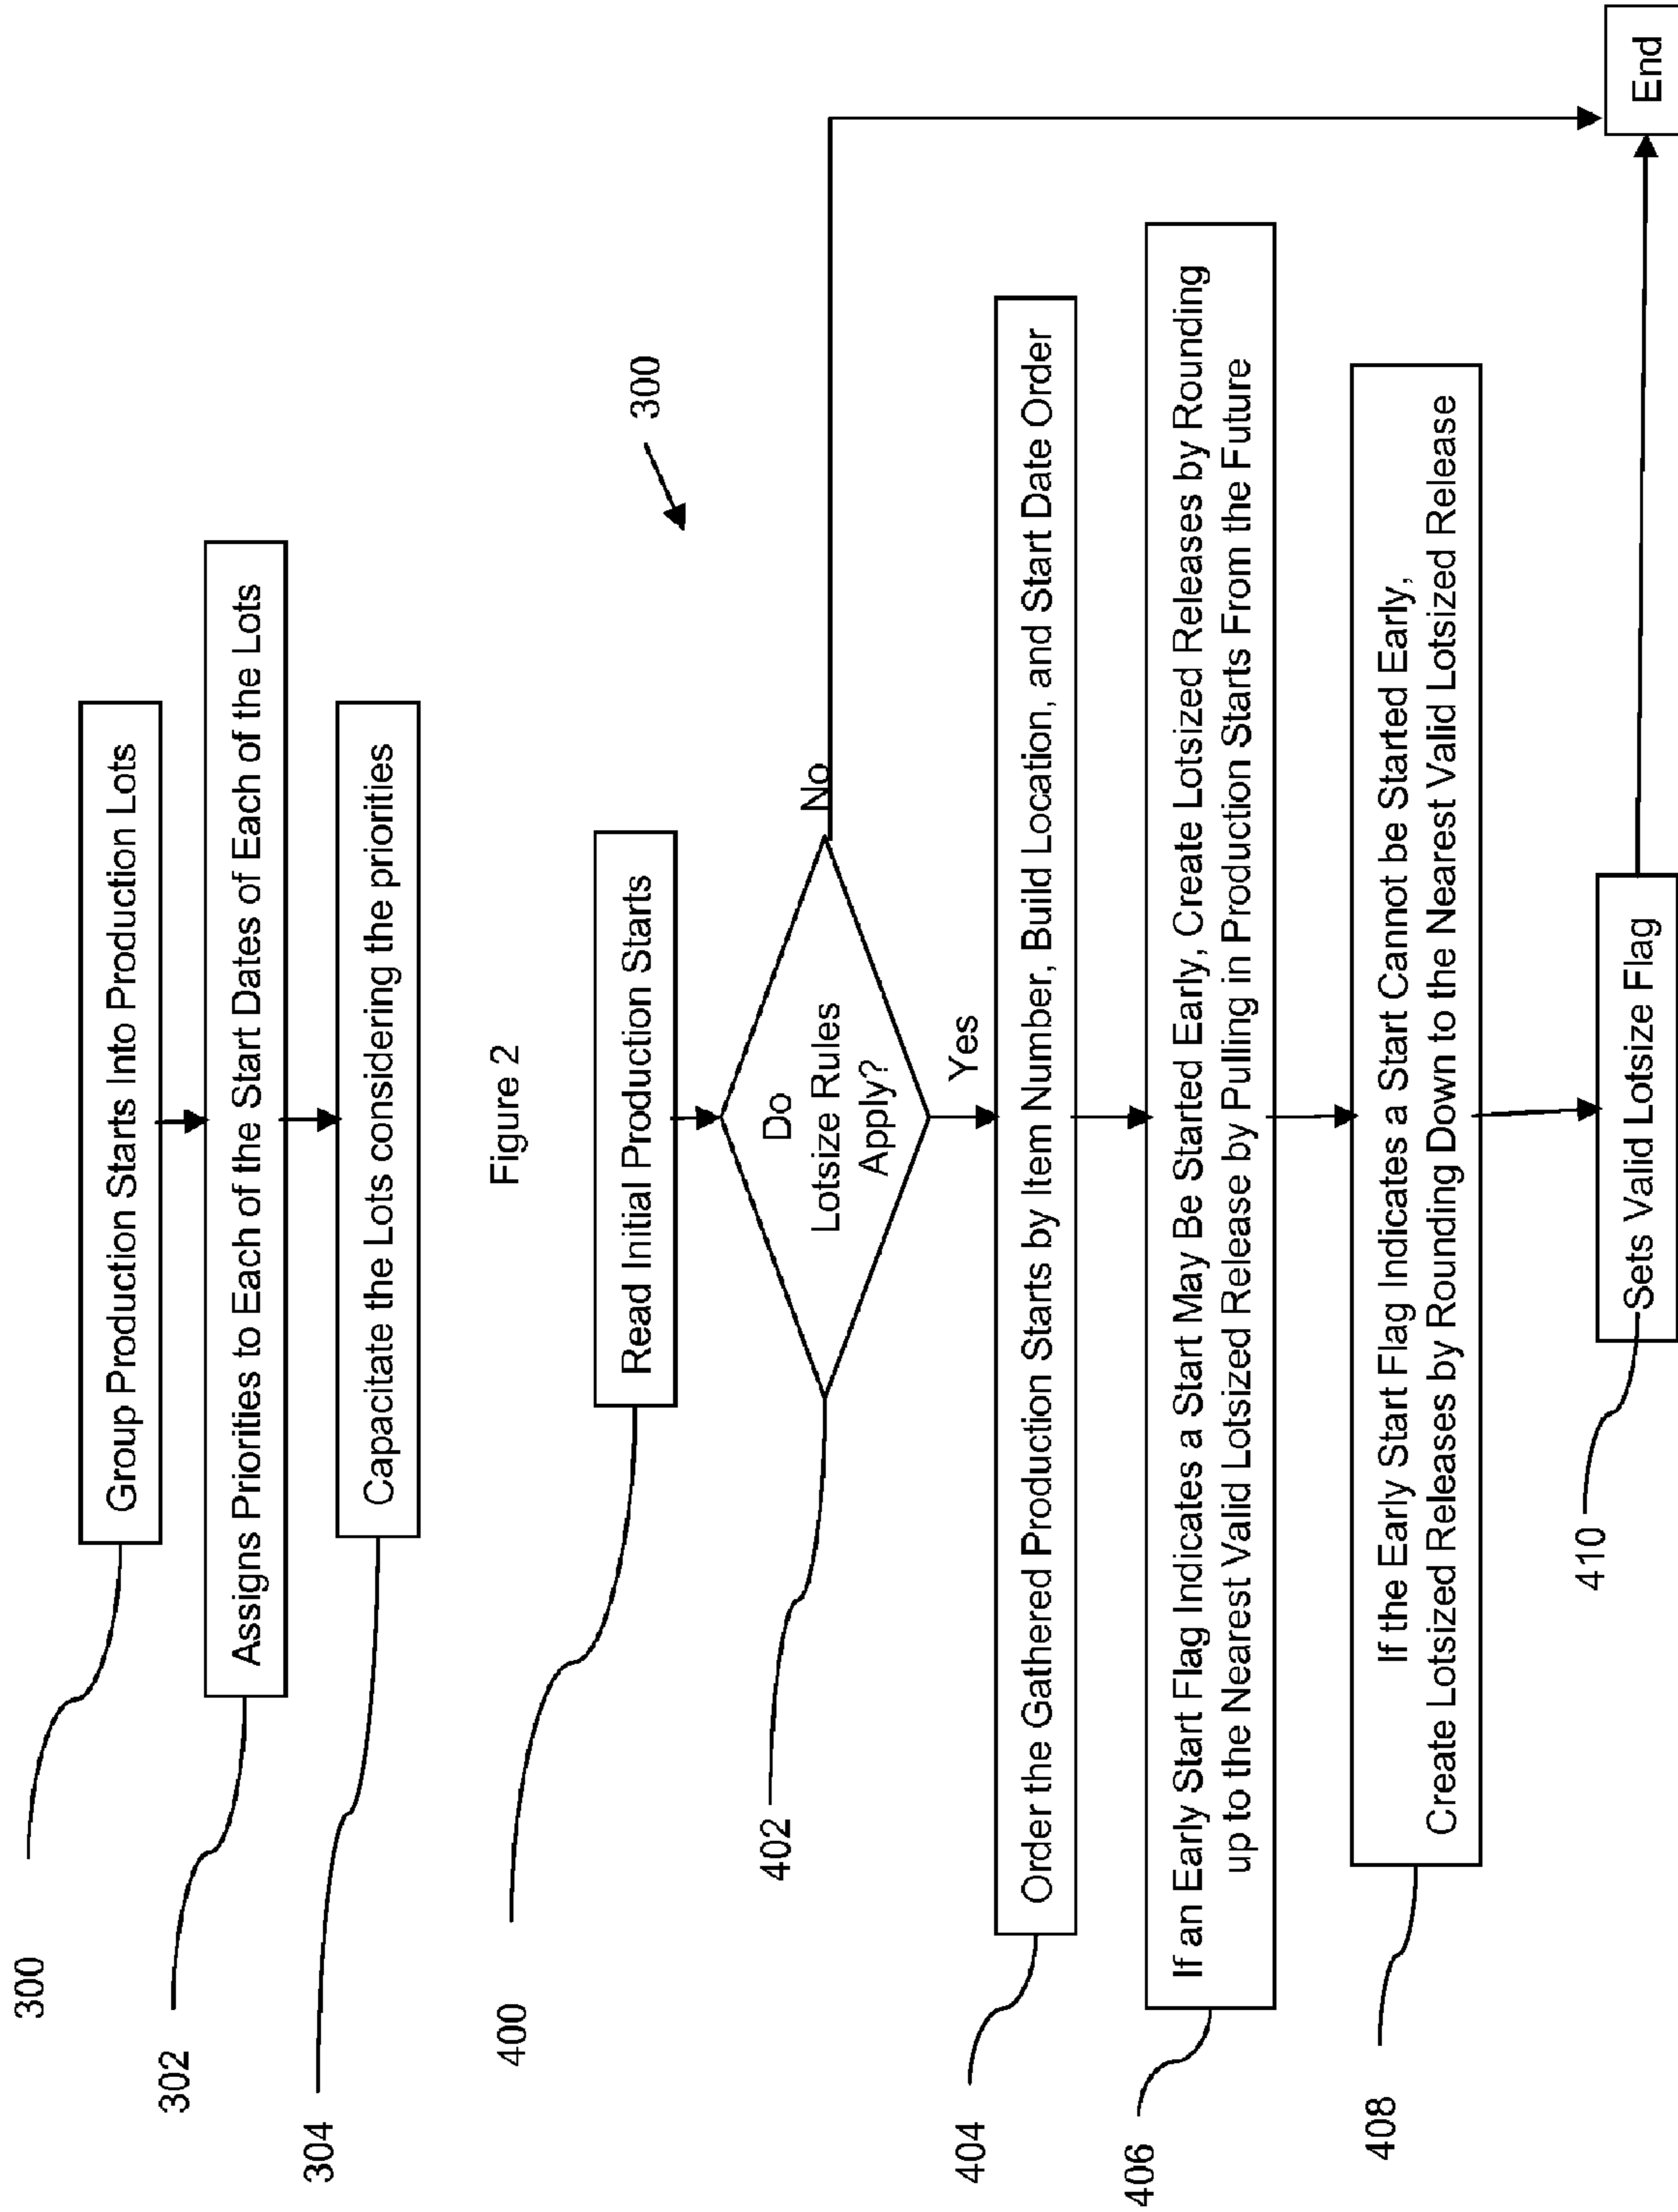 300
Group Production Starts Into Production Lots
302
Assigns Priorities to Each of the Start Dates of Each of the Lots
304
Capacitate the Lots considering the priorities
Figure 2
400
Read Initial Production Starts
300
402
Do
Lotsize Rules
Apply?
No
Yes
404
Order the Gathered Production Starts by Item Number, Build Location, and Start Date Order
406
If an Early Start Flag Indicates a Start May Be Started Early, Create Lotsized Releases by Rounding
up to the Nearest Valid Lotsized Release by Pulling in Production Starts From the Future
408
If the Early Start Flag Indicates a Start Cannot be Started Early,
Create Lotsized Releases by Rounding Down to the Nearest Valid Lotsized Release
410
Sets Valid Lotsize Flag
End